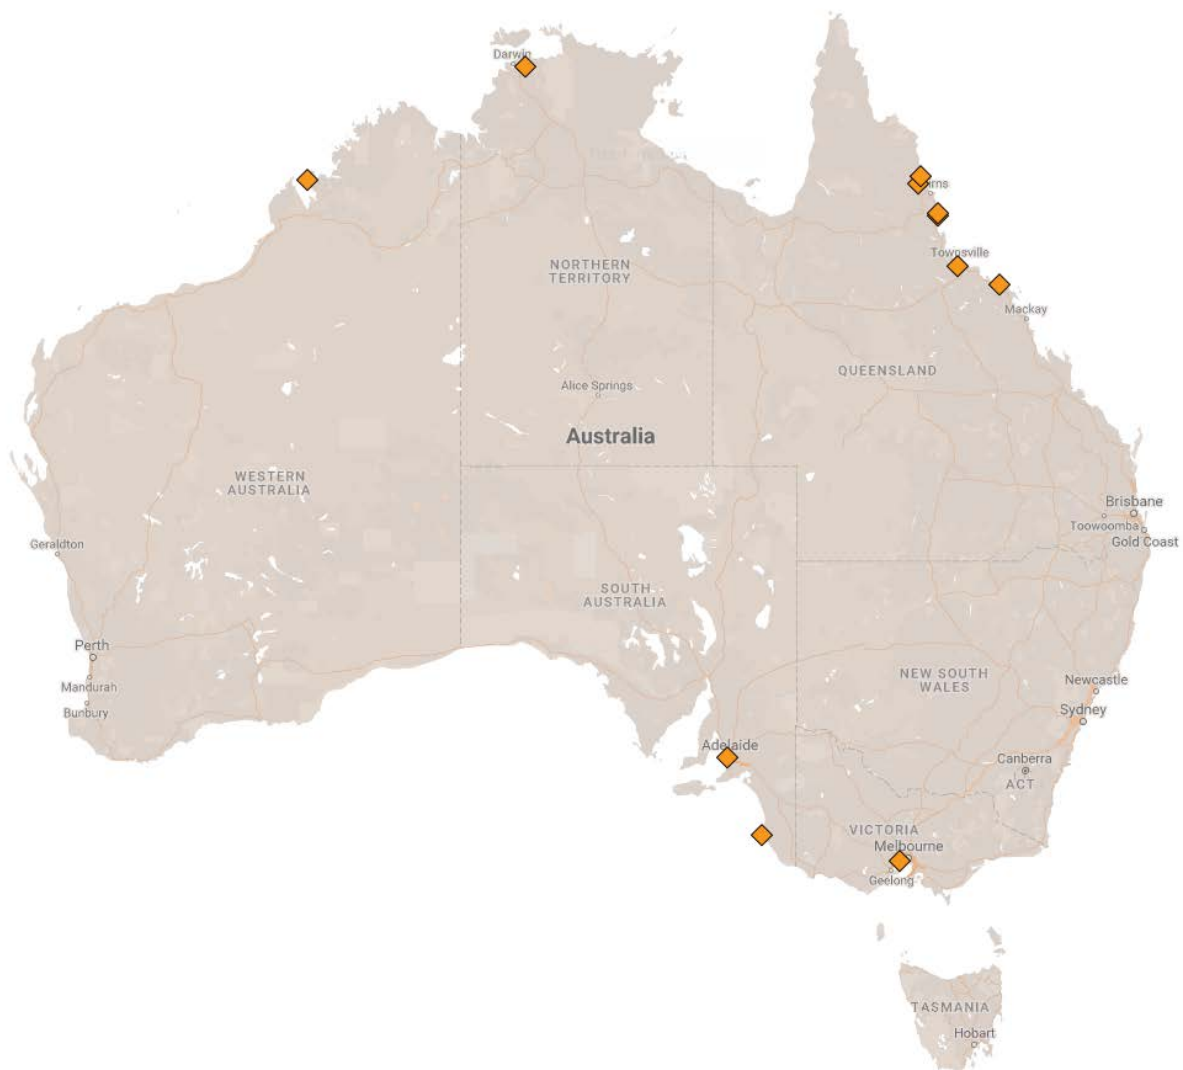 Darwin
Townsville
NORTHERN
TERRITORY
Mackay
QUEENSLAND
Alice Springs
Australia
WESTERN
AUSTRALIA
Brisbane
Toowoomba
Gold Coast
Geraldton
SOUTH
AUSTRALIA
Perth
NEW SOUTH
WALES
Newcastle
Mandurah
Bunbury
Sydney
Adelaide
Canberra
ACT
VICTORIA
Melbourne
Geelong
TASMANIA
Hobart